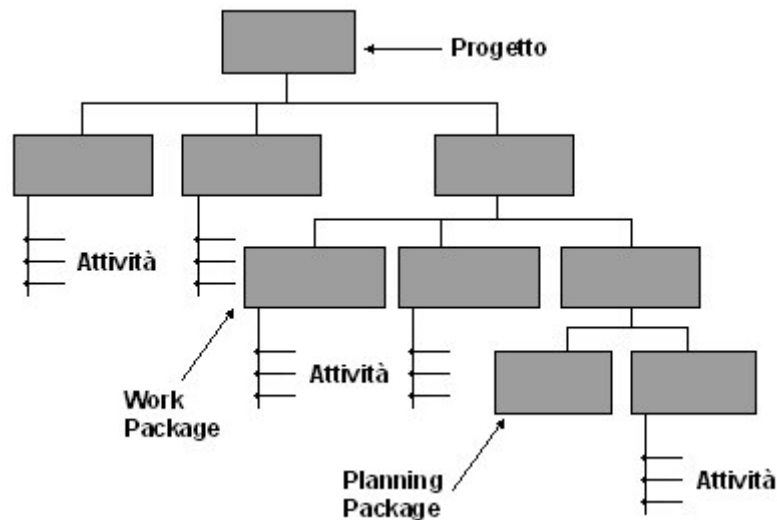 Progetto
Attività
Attività
Work
Package
Planning
Package
Attività